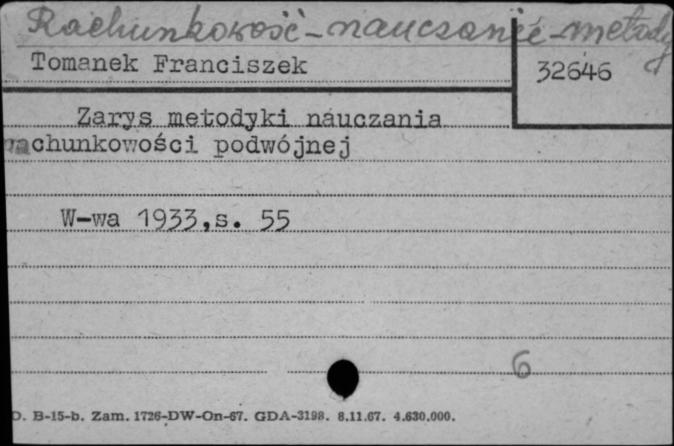 Rachunkowość-nauczanie-metody
Tomanek Franciszek
32646
Zarys metodyki nauczania
rachunkowości podwójnej
W-wa 1933,s. 55
6
D. B-15-b. Zam. 1726-DW-On-67. GDA-3198. 8.11.67. 4.630.000.